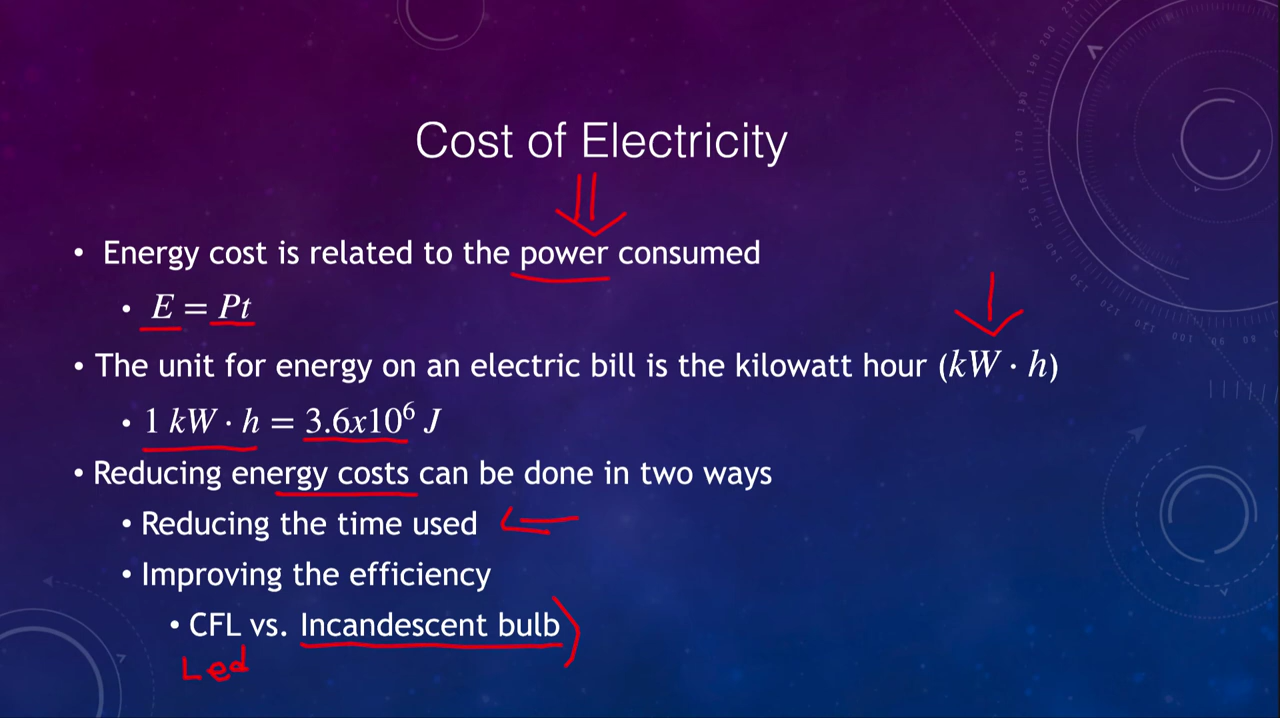 Cost of Electricity
• Energy cost is related to the power consumed
• E = Pt
• The unit for energy on an electric bill is the kilowatt hour (kW · h)
• 1 kW · h = 3.6x10⁶ J
• Reducing energy costs can be done in two ways
• Reducing the time used
• Improving the efficiency
• CFL vs. Incandescent bulb
Led